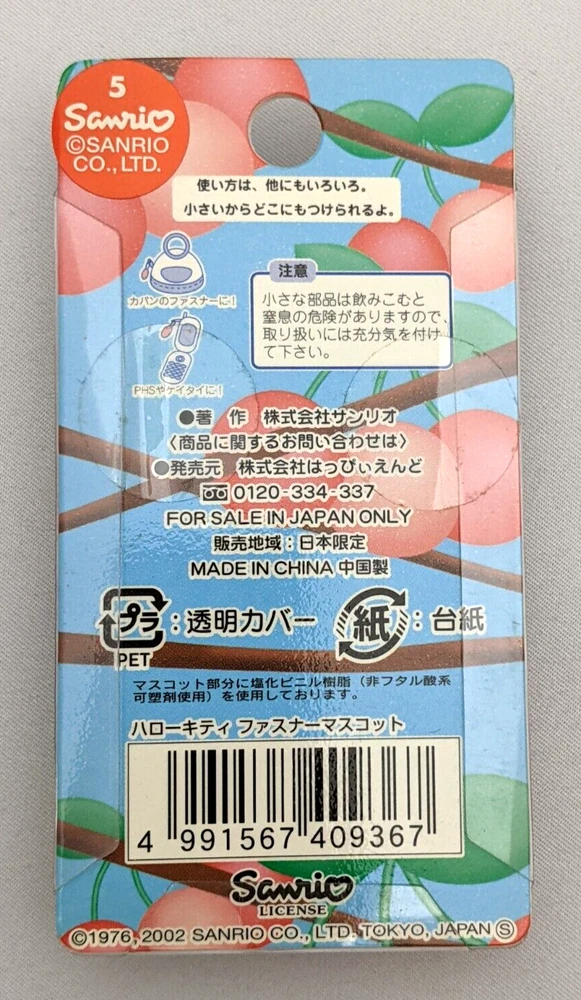 5
Sanrio
©SANRIO
CO., LTD.
使い方は、他にもいろいろ。
小さいからどこにもつけられるよ。
カバンのファスナーに!
PHSやケイタイに!
注意
小さな部品は飲みこむと
窒息の危険がありますので、
取り扱いには充分気を付け
て下さい。
●著 作 株式会社サンリオ
〈商品に関するお問い合わせは〉
●発売元 株式会社はっぴぃえんど
0120-334-337
FOR SALE IN JAPAN ONLY
販売地域:日本限定
MADE IN CHINA 中国製
プラ:透明カバー
PET
紙:台紙
マスコット部分に塩化ビニル樹脂(非フタル酸系
可塑剤使用)を使用しております。
ハローキティ ファスナーマスコット
4 991567 409367
Sanrio
LICENSE
©1976, 2002 SANRIO CO., LTD. TOKYO, JAPAN Ⓢ